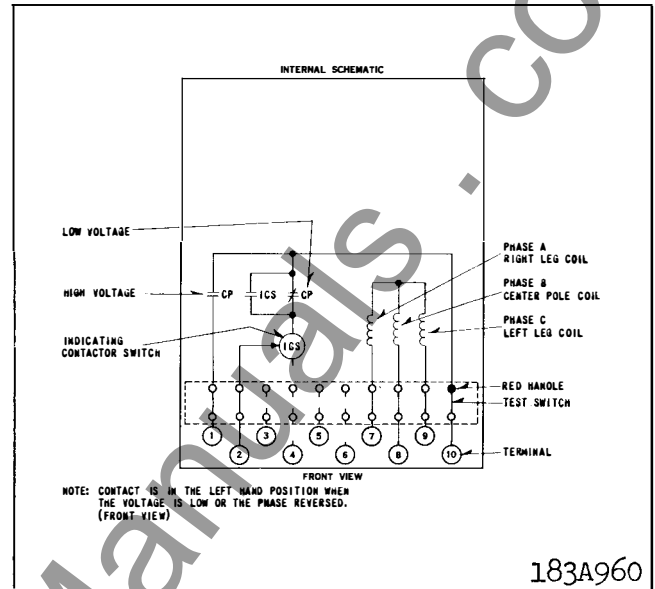 INTERNAL SCHEMATIC
LOW VOLTAGE
HIGH VOLTAGE
CP
ICS
CP
INDICATING
CONTACTOR SWITCH
ICS
PHASE A
RIGHT LEG COIL
PHASE B
CENTER POLE COIL
PHASE C
LEFT LEG COIL
RED HANDLE
TEST SWITCH
1
2
3
4
5
6
7
8
9
10
TERMINAL
FRONT VIEW
NOTE: CONTACT IS IN THE LEFT HAND POSITION WHEN
THE VOLTAGE IS LOW OR THE PHASE REVERSED.
(FRONT VIEW)
183A960
Manuals.co